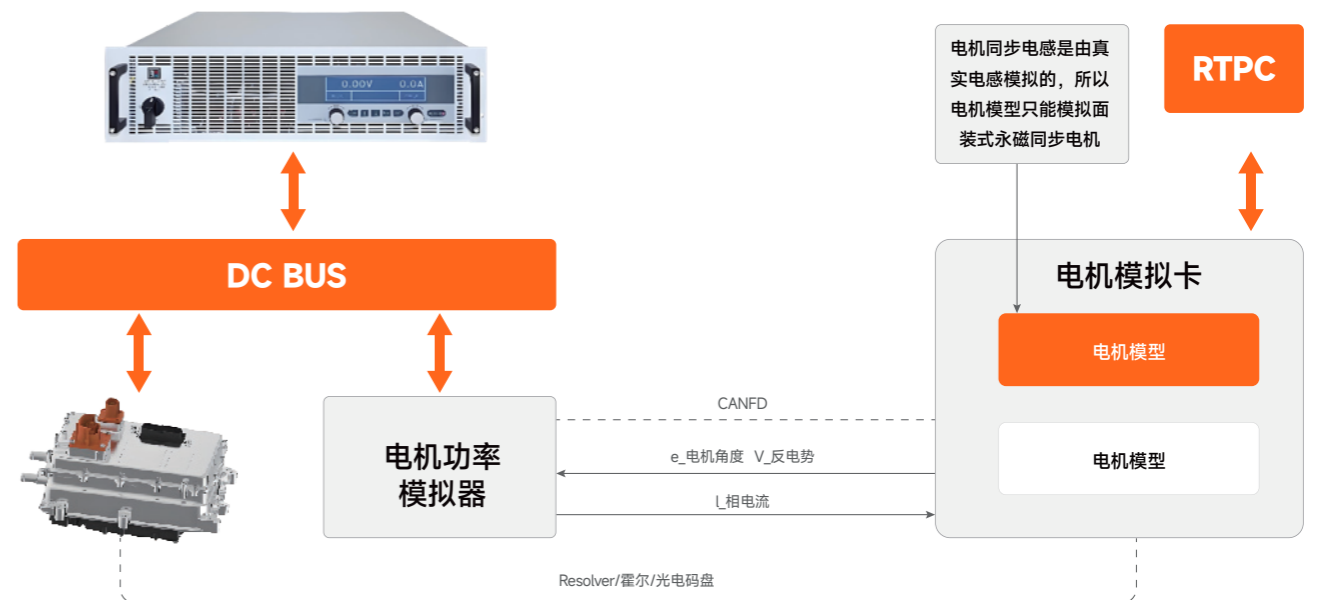 0.00V 0.0A
电机同步电感是由真
实电感模拟的，所以
电机模型只能模拟面
装式永磁同步电机
RTPC
DC BUS
电机模拟卡
电机模型
电机功率
模拟器
CANFD
e_电机角度 V_反电势
I_相电流
电机模型
Resolver/霍尔/光电码盘